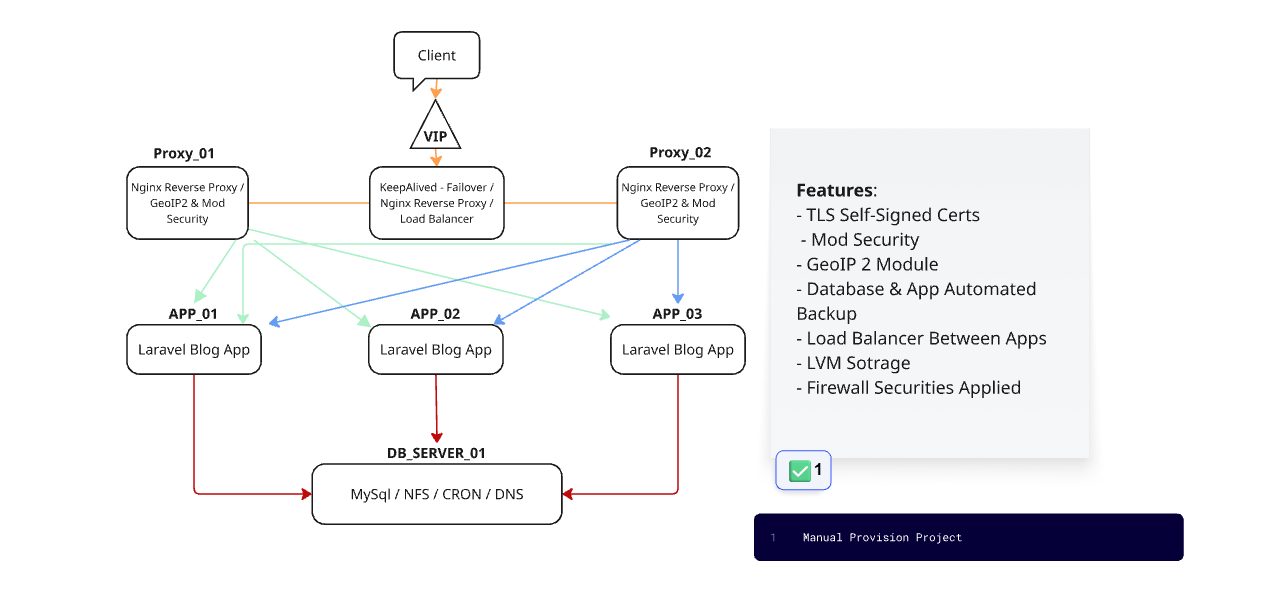 Client
VIP
Proxy_01
Proxy_02
Nginx Reverse Proxy /
GeoIP2 & Mod
Security
KeepAlived - Failover /
Nginx Reverse Proxy /
Load Balancer
Nginx Reverse Proxy /
GeoIP2 & Mod
Security
APP_01
APP_02
APP_03
Laravel Blog App
Laravel Blog App
Laravel Blog App
DB_SERVER_01
MySql / NFS / CRON / DNS
Features:
- TLS Self-Signed Certs
- Mod Security
- GeoIP 2 Module
- Database & App Automated
Backup
- Load Balancer Between Apps
- LVM Sotrage
- Firewall Securities Applied
1
1 Manual Provision Project